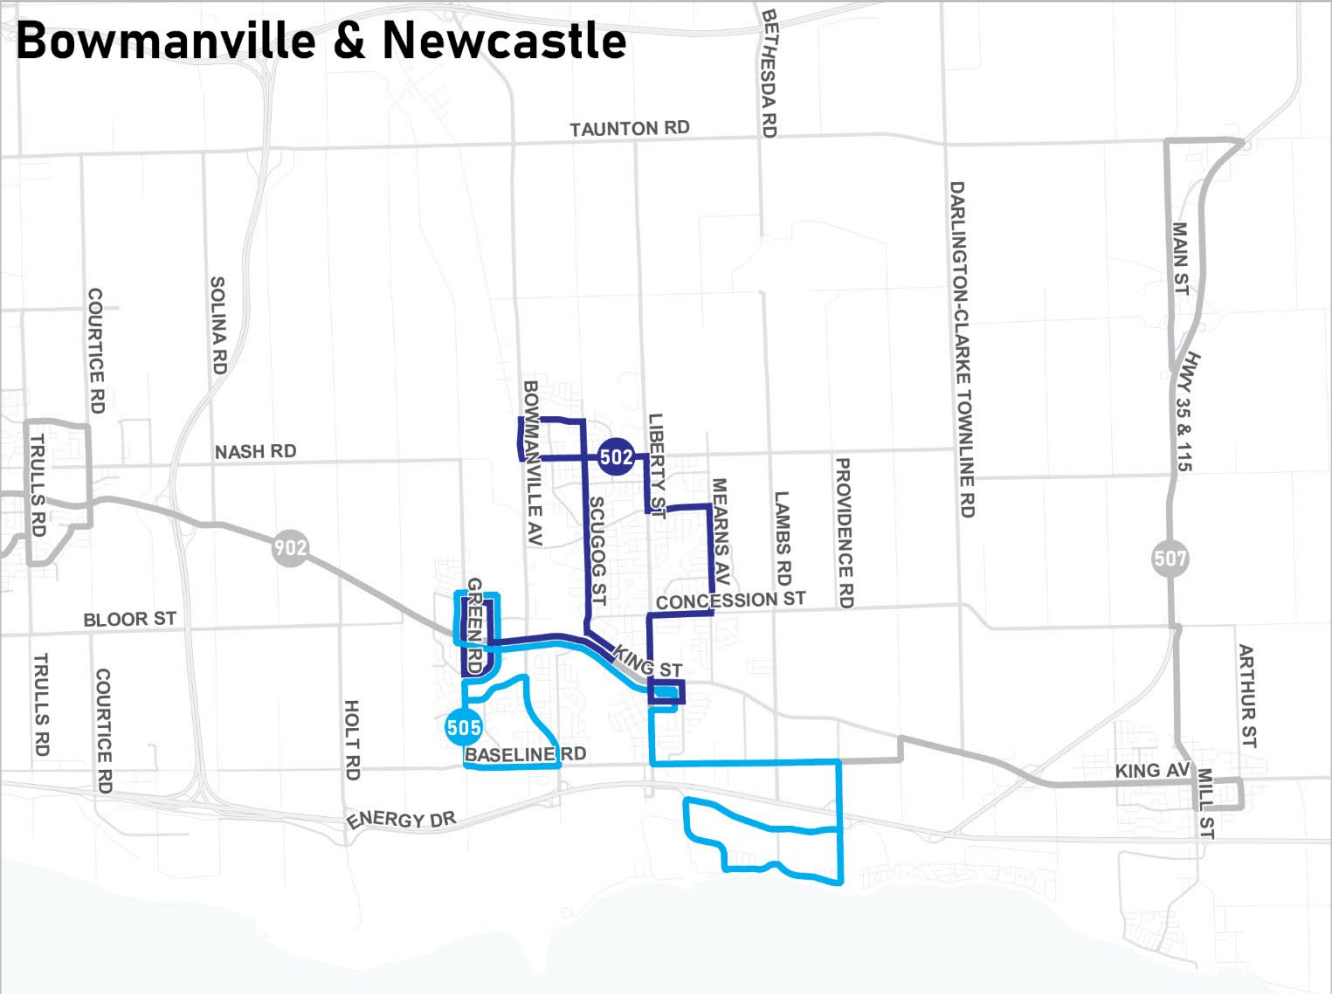 Bowmanville & Newcastle
BETHESDA RD
TAUNTON RD
DARLINGTON-CLARKE TOWNLINE RD
MAIN ST
SOLINA RD
COURTICE RD
HWY 35 & 115
BOWMANVILLE AV
LIBERTY ST
TRULLS RD
NASH RD
502
MEARNS AV
PROVIDENCE RD
LAMBS RD
SCUGOG ST
902
507
GREEN RD
CONCESSION ST
BLOOR ST
KING ST
ARTHUR ST
TRULLS RD
COURTICE RD
HOLT RD
505
BASELINE RD
KING AV
MILL ST
ENERGY DR